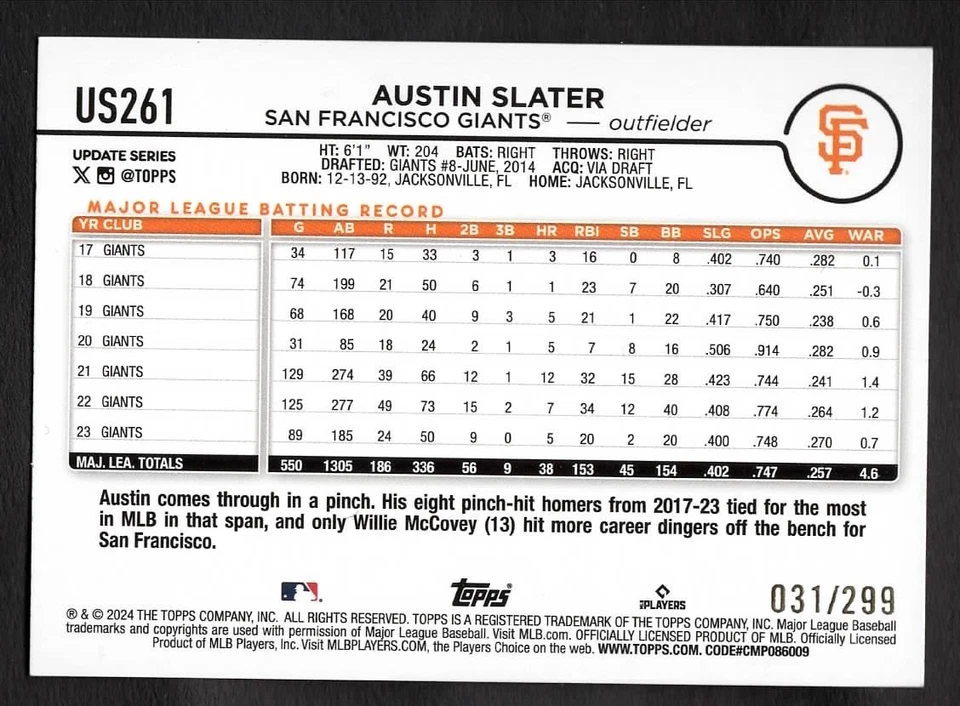 US261
AUSTIN SLATER
SAN FRANCISCO GIANTS® — outfielder
SF
UPDATE SERIES
X @TOPPS
HT: 6'1" WT: 204 BATS: RIGHT THROWS: RIGHT
DRAFTED: GIANTS #8-JUNE, 2014 ACQ: VIA DRAFT
BORN: 12-13-92, JACKSONVILLE, FL HOME: JACKSONVILLE, FL
MAJOR LEAGUE BATTING RECORD
YR CLUB G AB R H 2B 3B HR RBI SB BB SLG OPS AVG WAR
17 GIANTS 34 117 15 33 3 1 3 16 0 8 .402 .740 .282 0.1
18 GIANTS 74 199 21 50 6 1 1 23 7 20 .307 .640 .251 -0.3
19 GIANTS 68 168 20 40 9 3 5 21 1 22 .417 .750 .238 0.6
20 GIANTS 31 85 18 24 2 1 5 7 8 16 .506 .914 .282 0.9
21 GIANTS 129 274 39 66 12 1 12 32 15 28 .423 .744 .241 1.4
22 GIANTS 125 277 49 73 15 2 7 34 12 40 .408 .774 .264 1.2
23 GIANTS 89 185 24 50 9 0 5 20 2 20 .400 .748 .270 0.7
MAJ. LEA. TOTALS 550 1305 186 336 56 9 38 153 45 154 .402 .747 .257 4.6
Austin comes through in a pinch. His eight pinch-hit homers from 2017-23 tied for the most
in MLB in that span, and only Willie McCovey (13) hit more career dingers off the bench for
San Francisco.
topps®
MLBPLAYERS
031/299
® & © 2024 THE TOPPS COMPANY, INC. ALL RIGHTS RESERVED. TOPPS IS A REGISTERED TRADEMARK OF THE TOPPS COMPANY, INC. Major League Baseball
trademarks and copyrights are used with permission of Major League Baseball. Visit MLB.com. OFFICIALLY LICENSED PRODUCT OF MLB. Officially Licensed
Product of MLB Players, Inc. Visit MLBPLAYERS.COM, the Players Choice on the web. WWW.TOPPS.COM. CODE#CMP086009